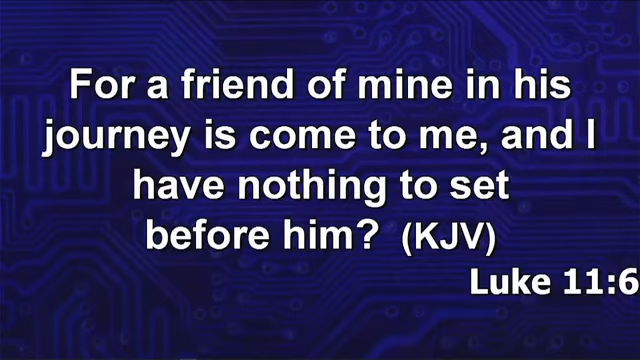 For a friend of mine in his
journey is come to me, and I
have nothing to set
before him? (KJV)
Luke 11:6